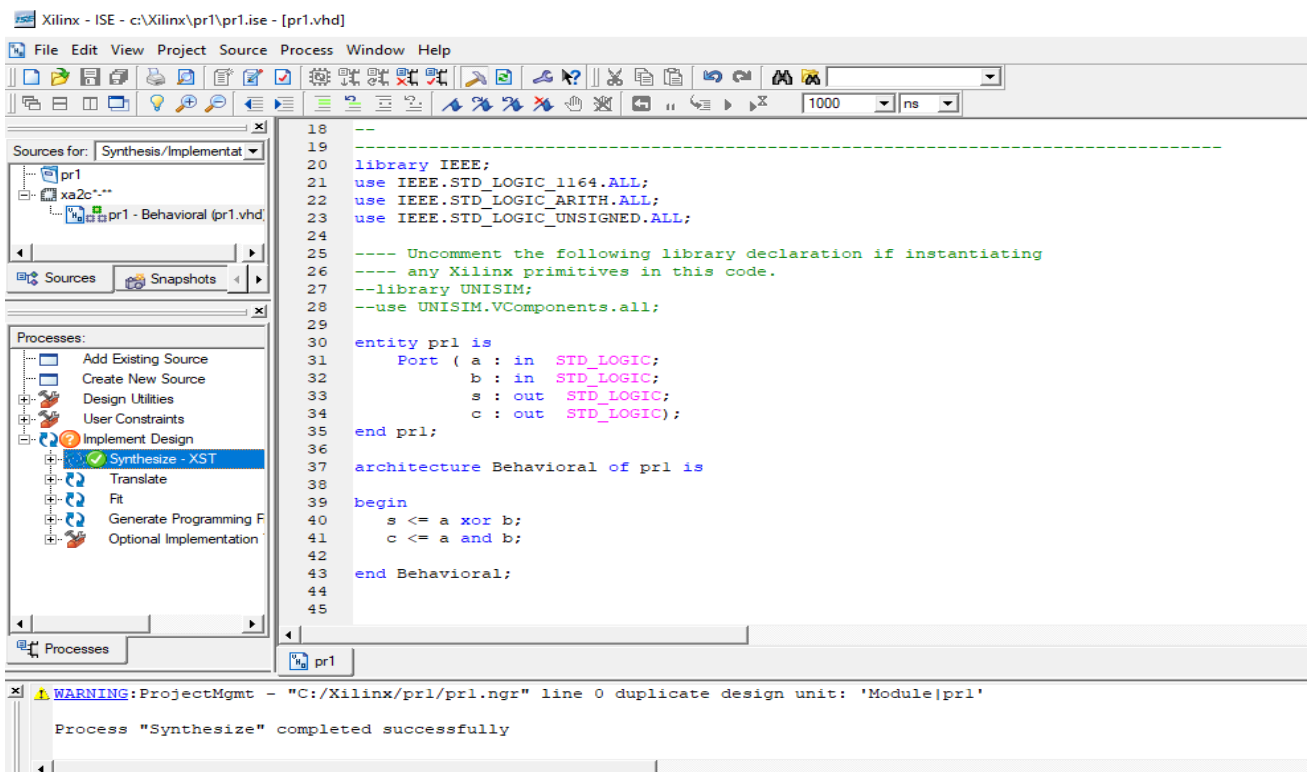 Xilinx - ISE - c:\Xilinx\pr1\pr1.ise - [pr1.vhd]
File Edit View Project Source Process Window Help
1000 ns
Sources for: Synthesis/Implementat
pr1
xa2c*-**
pr1 - Behavioral (pr1.vhd
Sources Snapshots
Processes:
Add Existing Source
Create New Source
Design Utilities
User Constraints
Implement Design
Synthesize - XST
Translate
Fit
Generate Programming F
Optional Implementation
Processes
18 --
19 ----------------------------------------------------------------------------------
20 library IEEE;
21 use IEEE.STD_LOGIC_1164.ALL;
22 use IEEE.STD_LOGIC_ARITH.ALL;
23 use IEEE.STD_LOGIC_UNSIGNED.ALL;
24
25 ---- Uncomment the following library declaration if instantiating
26 ---- any Xilinx primitives in this code.
27 --library UNISIM;
28 --use UNISIM.VComponents.all;
29
30 entity pr1 is
31 Port ( a : in STD_LOGIC;
32 b : in STD_LOGIC;
33 s : out STD_LOGIC;
34 c : out STD_LOGIC);
35 end pr1;
36
37 architecture Behavioral of pr1 is
38
39 begin
40 s <= a xor b;
41 c <= a and b;
42
43 end Behavioral;
44
45
pr1
WARNING:ProjectMgmt - "C:/Xilinx/pr1/pr1.ngr" line 0 duplicate design unit: 'Module|pr1'
Process "Synthesize" completed successfully